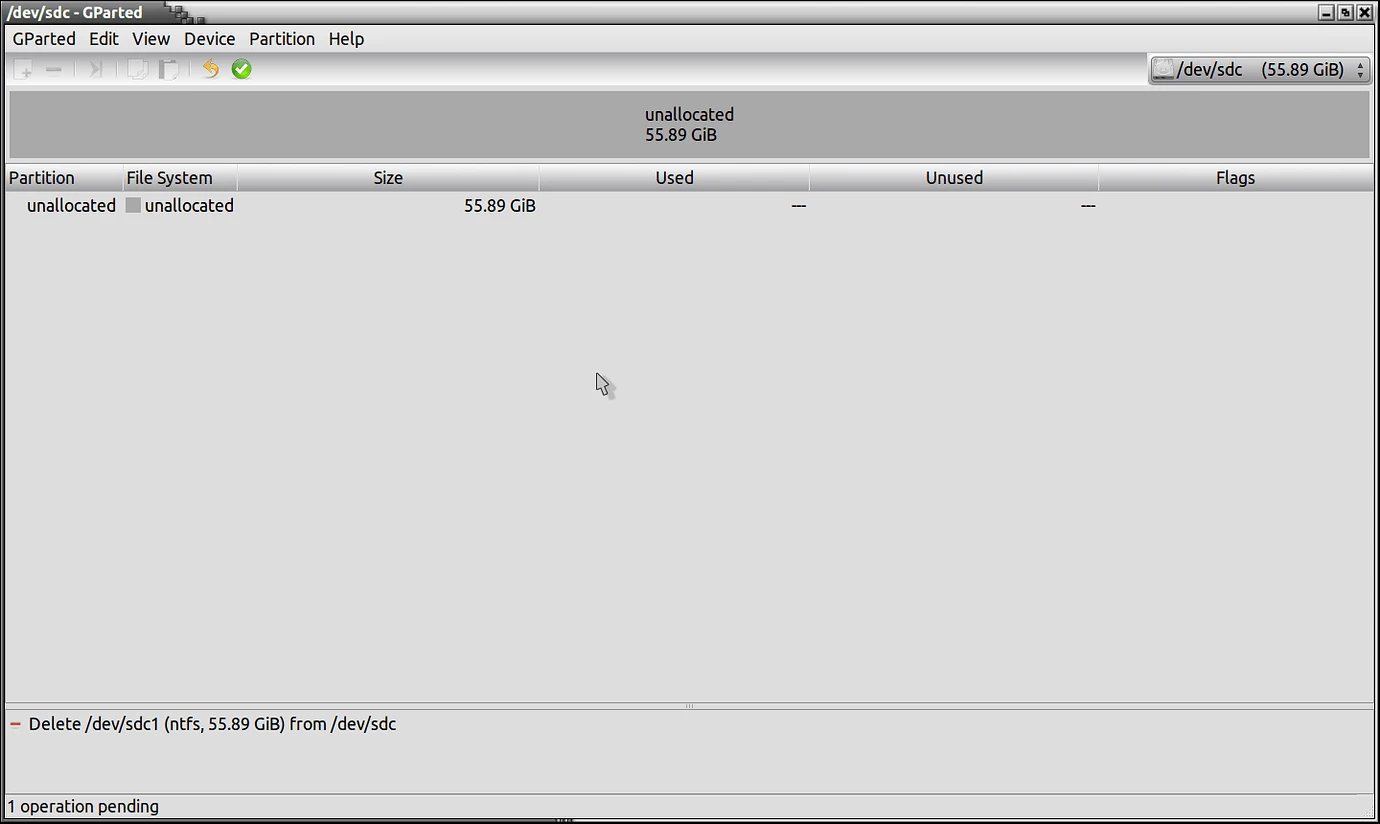 /dev/sdc - GParted
GParted Edit View Device Partition Help
/dev/sdc (55.89 GiB)
unallocated
55.89 GiB
Partition File System Size Used Unused Flags
unallocated unallocated 55.89 GiB --- ---
Delete /dev/sdc1 (ntfs, 55.89 GiB) from /dev/sdc
1 operation pending